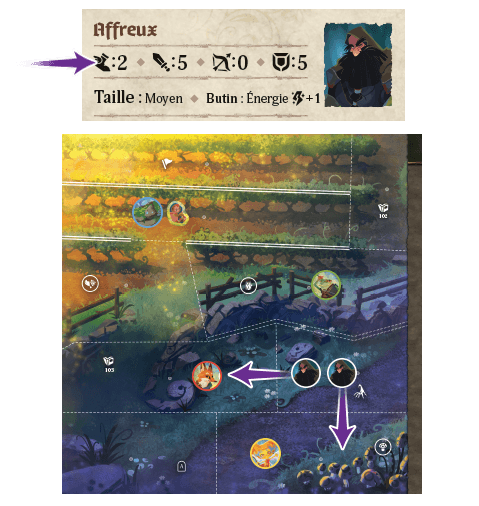 Affreux
:2 :5 :0 :5
Taille : Moyen Butin : Énergie +1
102
103
A